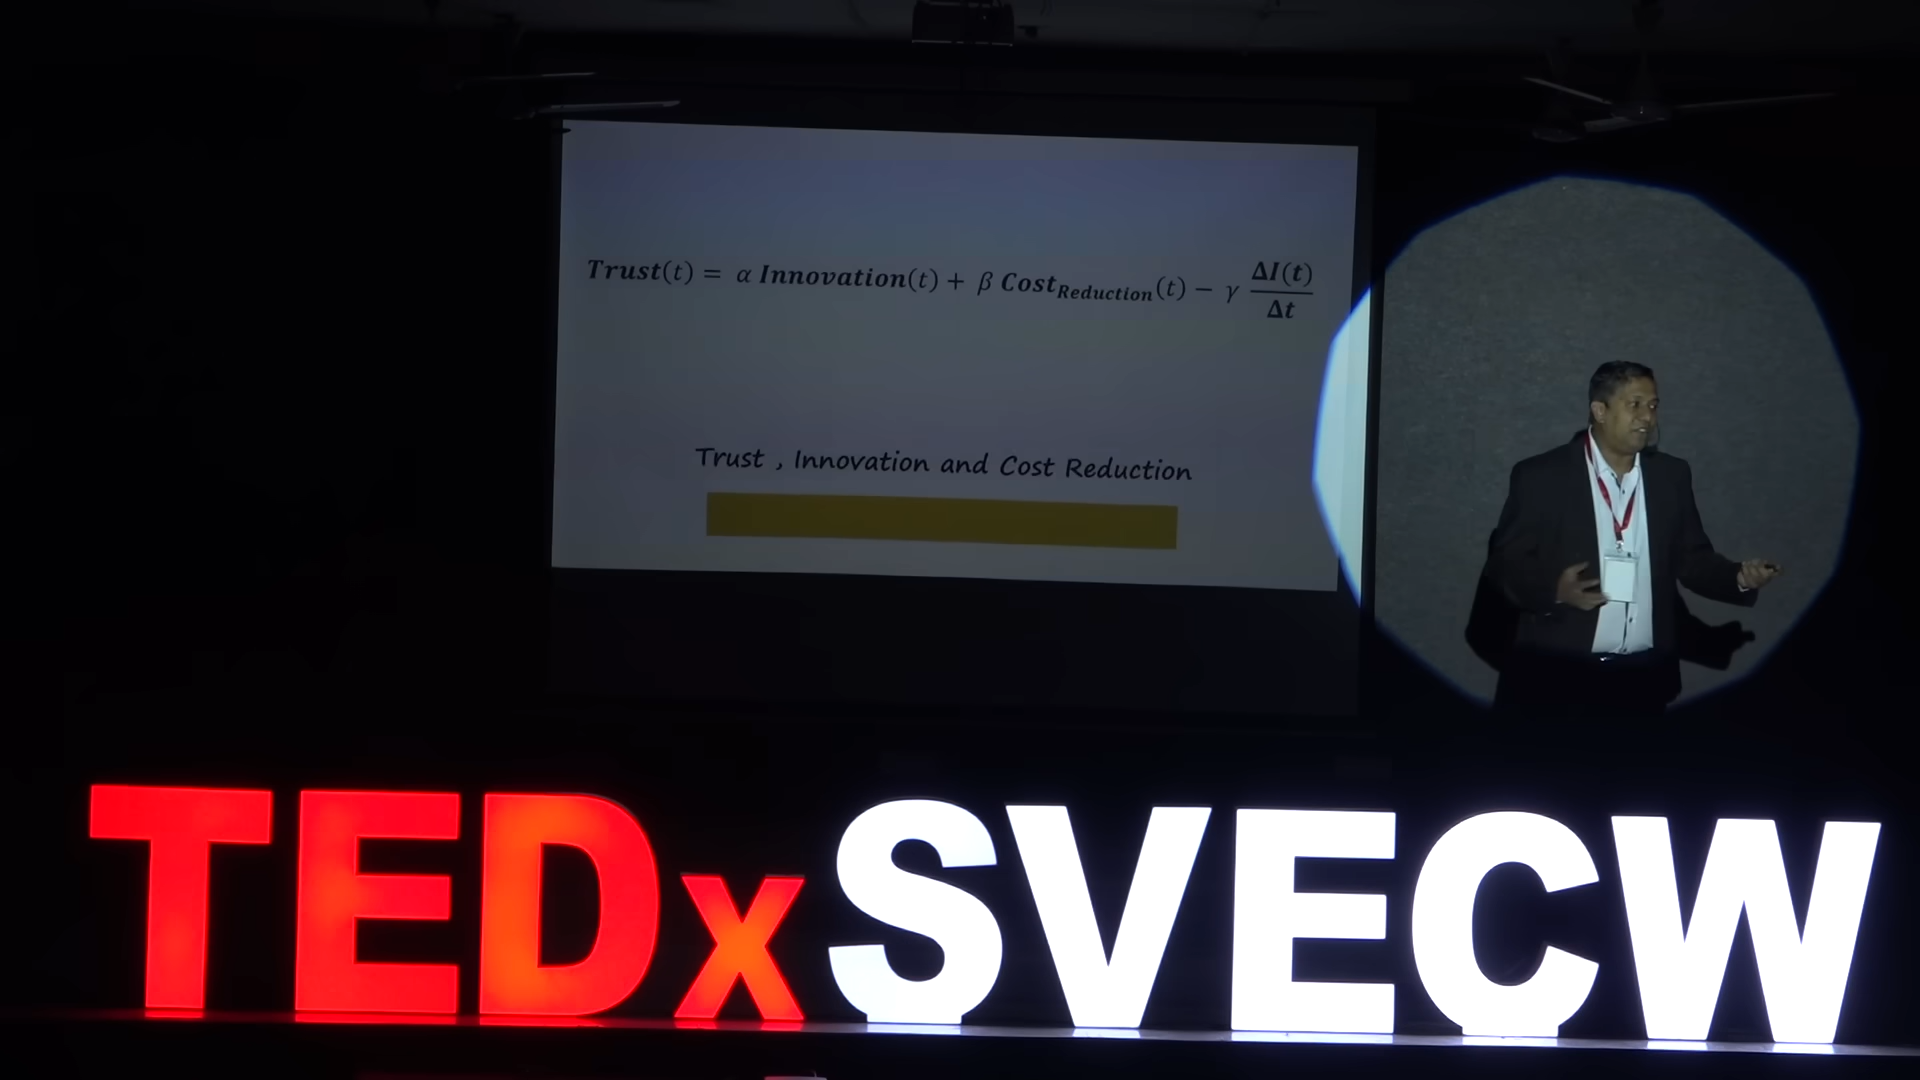 Trust(t) = α Innovation(t) + β Cost_Reduction(t) − γ ΔI(t)/Δt
Trust , Innovation and Cost Reduction
TEDxSVECW